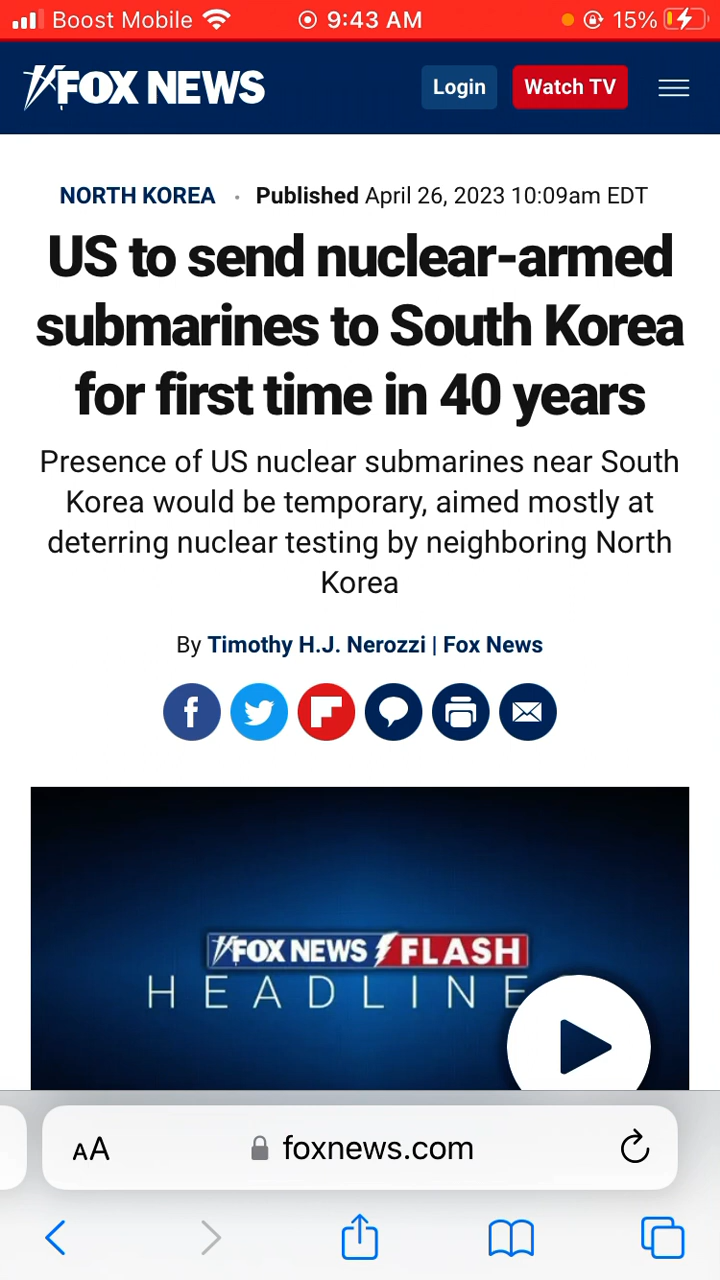 Boost Mobile 9:43 AM 15%
FOX NEWS Login Watch TV
NORTH KOREA · Published April 26, 2023 10:09am EDT
US to send nuclear-armed
submarines to South Korea
for first time in 40 years
Presence of US nuclear submarines near South
Korea would be temporary, aimed mostly at
deterring nuclear testing by neighboring North
Korea
By Timothy H.J. Nerozzi | Fox News
FOX NEWS FLASH
HEADLINE
AA foxnews.com